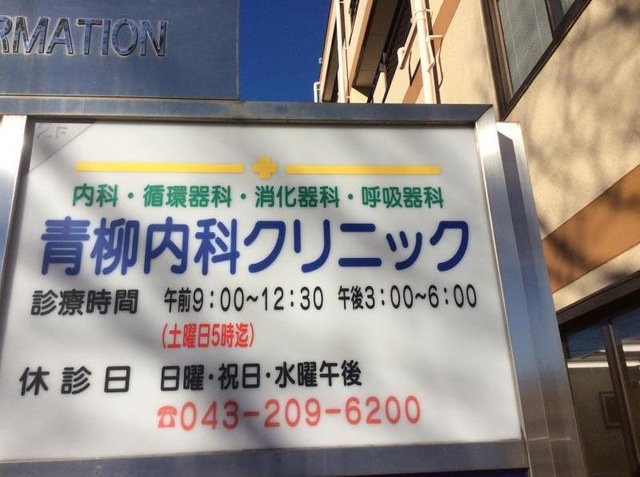 RMATION
内科・循環器科・消化器科・呼吸器科
青柳内科クリニック
診療時間 午前9:00~12:30 午後3:00~6:00
(土曜日5時迄)
休診日 日曜・祝日・水曜午後
☎043-209-6200